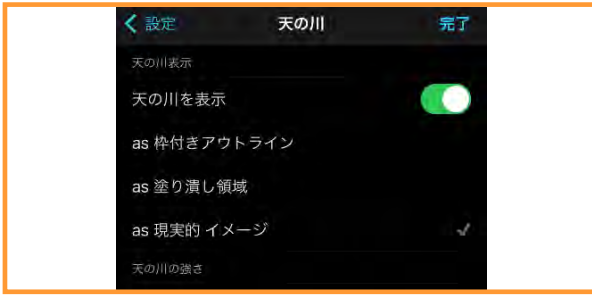 設定 天の川 完了
天の川表示
天の川を表示
as 枠付きアウトライン
as 塗り潰し領域
as 現実的 イメージ
天の川の強さ